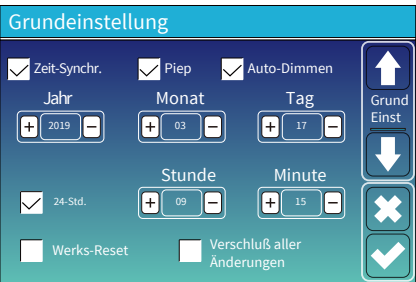 Grundeinstellung
Zeit-Synchr. Piep Auto-Dimmen
Jahr Monat Tag
+ 2019 − + 03 − + 17 −
Grund
Einst
Stunde Minute
24-Std. + 09 − + 15 −
Werks-Reset
Verschluß aller
Änderungen